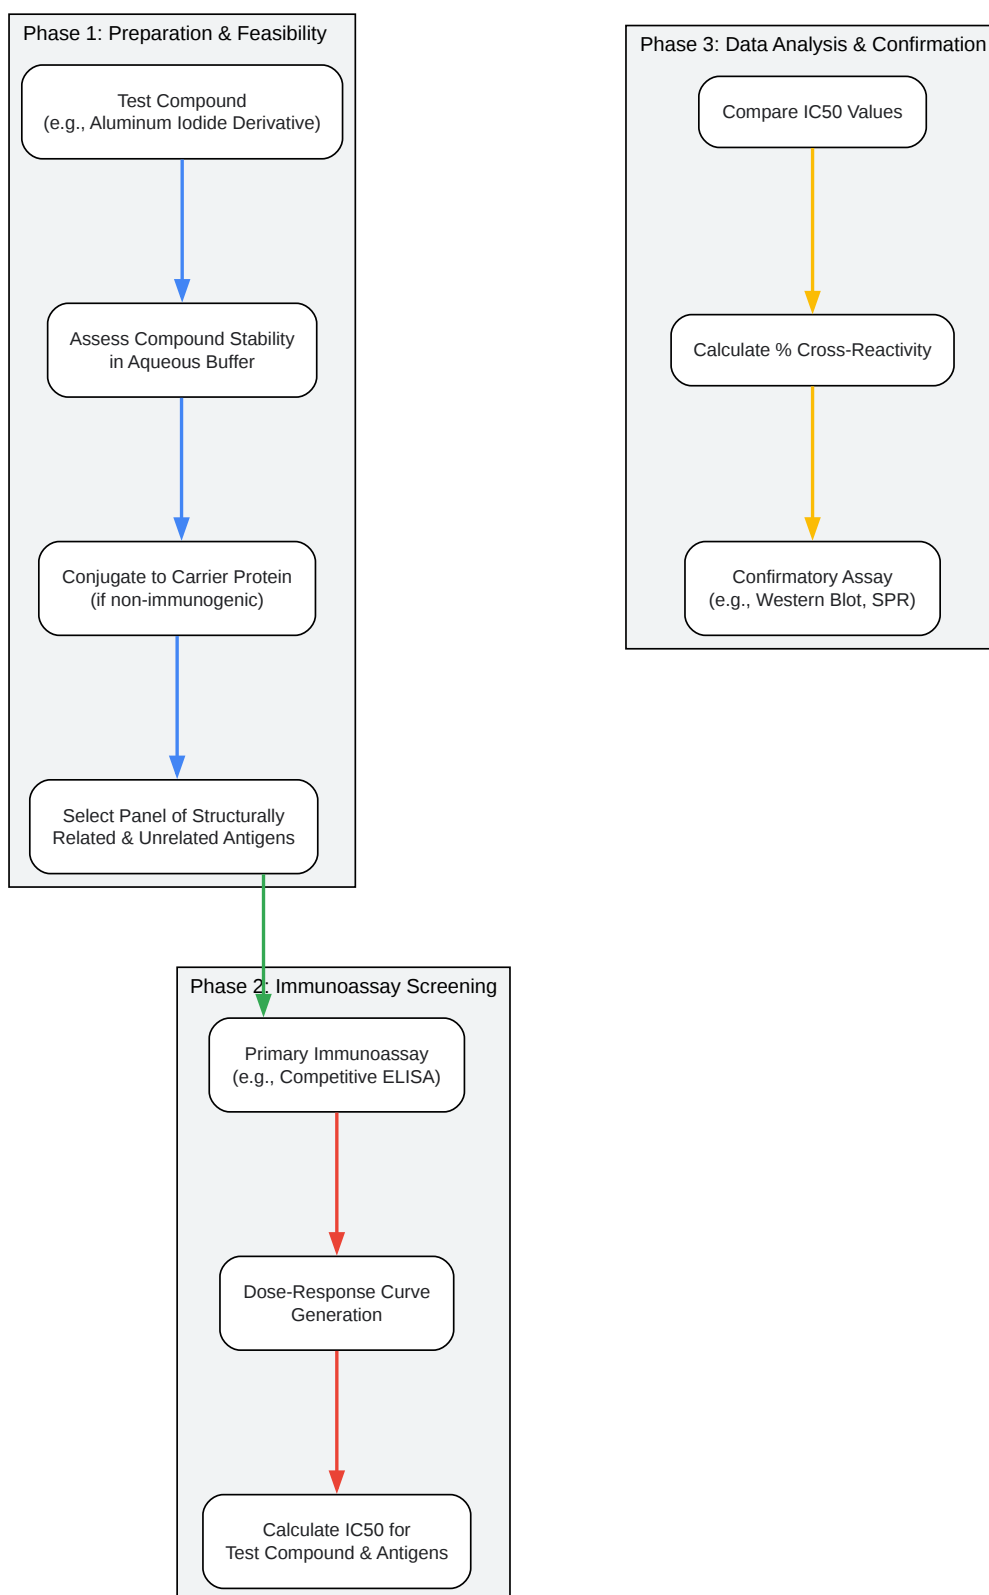 Phase 1: Preparation & Feasibility
Test Compound
(e.g., Aluminum Iodide Derivative)
Assess Compound Stability
in Aqueous Buffer
Conjugate to Carrier Protein
(if non-immunogenic)
Select Panel of Structurally
Related & Unrelated Antigens
Phase 2: Immunoassay Screening
Primary Immunoassay
(e.g., Competitive ELISA)
Dose-Response Curve
Generation
Calculate IC50 for
Test Compound & Antigens
Phase 3: Data Analysis & Confirmation
Compare IC50 Values
Calculate % Cross-Reactivity
Confirmatory Assay
(e.g., Western Blot, SPR)